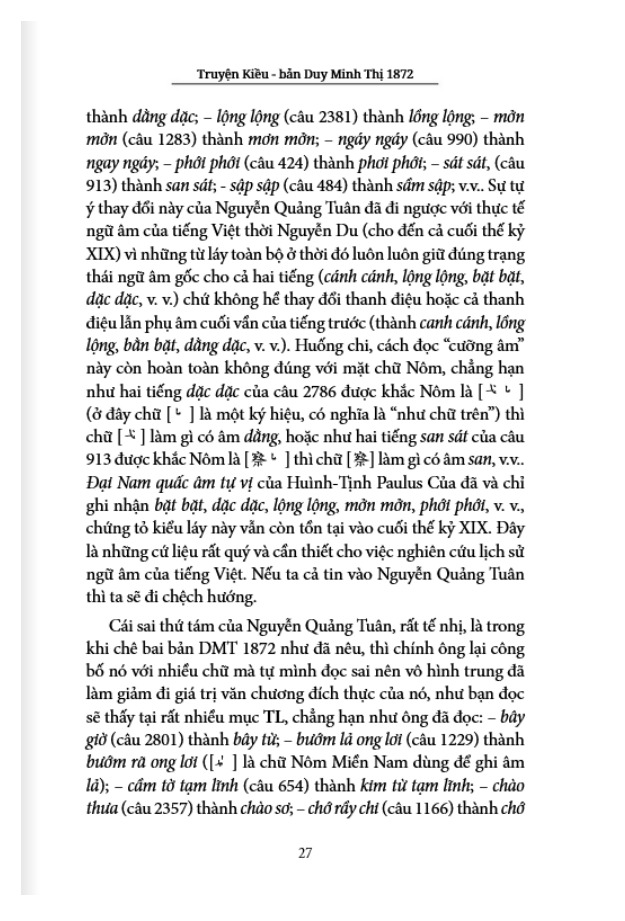 Truyện Kiều - bản Duy Minh Thị 1872
thành dằng dặc; – lộng lộng (câu 2381) thành lồng lộng; – mởn
mởn (câu 1283) thành mơn mởn; – ngáy ngáy (câu 990) thành
ngay ngáy; – phới phới (câu 424) thành phơi phới; – sát sát, (câu
913) thành san sát; - sập sập (câu 484) thành sầm sập; v.v.. Sự tự
ý thay đổi này của Nguyễn Quảng Tuân đã đi ngược với thực tế
ngữ âm của tiếng Việt thời Nguyễn Du (cho đến cả cuối thế kỷ
XIX) vì những từ láy toàn bộ ở thời đó luôn luôn giữ đúng trạng
thái ngữ âm gốc cho cả hai tiếng (cánh cánh, lộng lộng, bặt bặt,
dặc dặc, v. v.) chứ không hề thay đổi thanh điệu hoặc cả thanh
điệu lẫn phụ âm cuối vần của tiếng trước (thành canh cánh, lồng
lộng, bằn bặt, dằng dặc, v. v.). Huống chi, cách đọc “cưỡng âm”
này còn hoàn toàn không đúng với mặt chữ Nôm, chẳng hạn
như hai tiếng dặc dặc của câu 2786 được khắc Nôm là [ ]
(ở đây chữ [ ] là một ký hiệu, có nghĩa là “như chữ trên”) thì
chữ [ ] làm gì có âm dằng, hoặc như hai tiếng san sát của câu
913 được khắc Nôm là [ ] thì chữ [ ] làm gì có âm san, v.v..
Đại Nam quấc âm tự vị của Huình-Tịnh Paulus Của đã và chỉ
ghi nhận bặt bặt, dặc dặc, lộng lộng, mởn mởn, phới phới, v. v.,
chứng tỏ kiểu láy này vẫn còn tồn tại vào cuối thế kỷ XIX. Đây
là những cứ liệu rất quý và cần thiết cho việc nghiên cứu lịch sử
ngữ âm của tiếng Việt. Nếu ta cả tin vào Nguyễn Quảng Tuân
thì ta sẽ đi chệch hướng.
Cái sai thứ tám của Nguyễn Quảng Tuân, rất tế nhị, là trong
khi chê bai bản DMT 1872 như đã nêu, thì chính ông lại công
bố nó với nhiều chữ mà tự mình đọc sai nên vô hình trung đã
làm giảm đi giá trị văn chương đích thực của nó, như bạn đọc
sẽ thấy tại rất nhiều mục TL, chẳng hạn như ông đã đọc: – bây
giờ (câu 2801) thành bây từ; – bướm lả ong lơi (câu 1229) thành
bướm rã ong lơi ([ ] là chữ Nôm Miền Nam dùng để ghi âm
lả); – cầm tờ tạm lĩnh (câu 654) thành kim từ tạm lĩnh; – chào
thưa (câu 2357) thành chào sơ; – chớ rầy chi (câu 1166) thành chớ
27